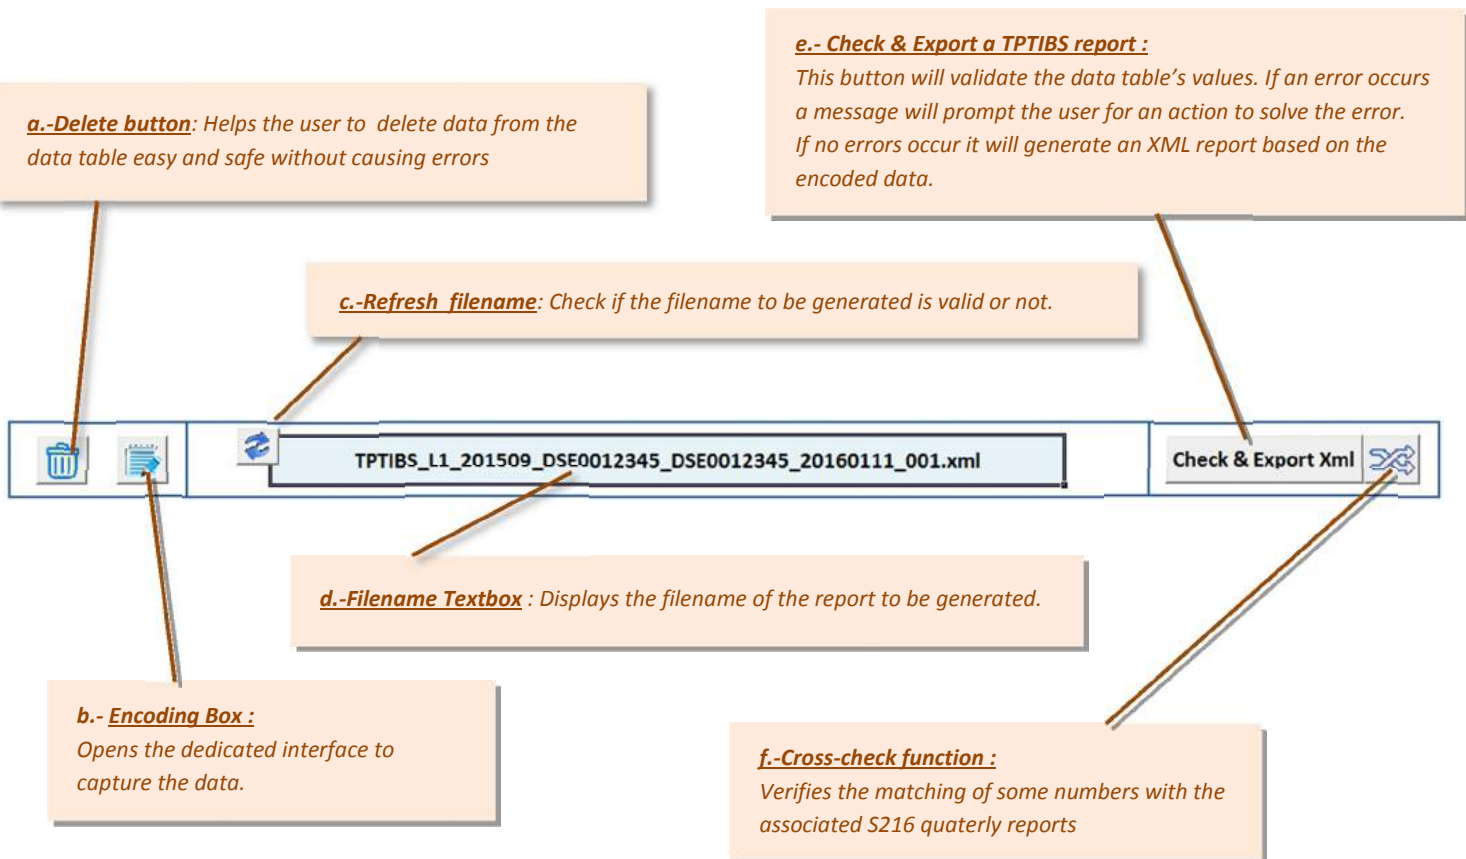 e.- Check & Export a TPTIBS report :
This button will validate the data table's values. If an error occurs
a message will prompt the user for an action to solve the error.
If no errors occur it will generate an XML report based on the
encoded data.
a.-Delete button: Helps the user to delete data from the
data table easy and safe without causing errors
c.-Refresh filename: Check if the filename to be generated is valid or not.
TPTIBS_L1_201509_DSE0012345_DSE0012345_20160111_001.xml
Check & Export Xml
d.-Filename Textbox : Displays the filename of the report to be generated.
b.- Encoding Box :
Opens the dedicated interface to
capture the data.
f.-Cross-check function :
Verifies the matching of some numbers with the
associated S216 quaterly reports